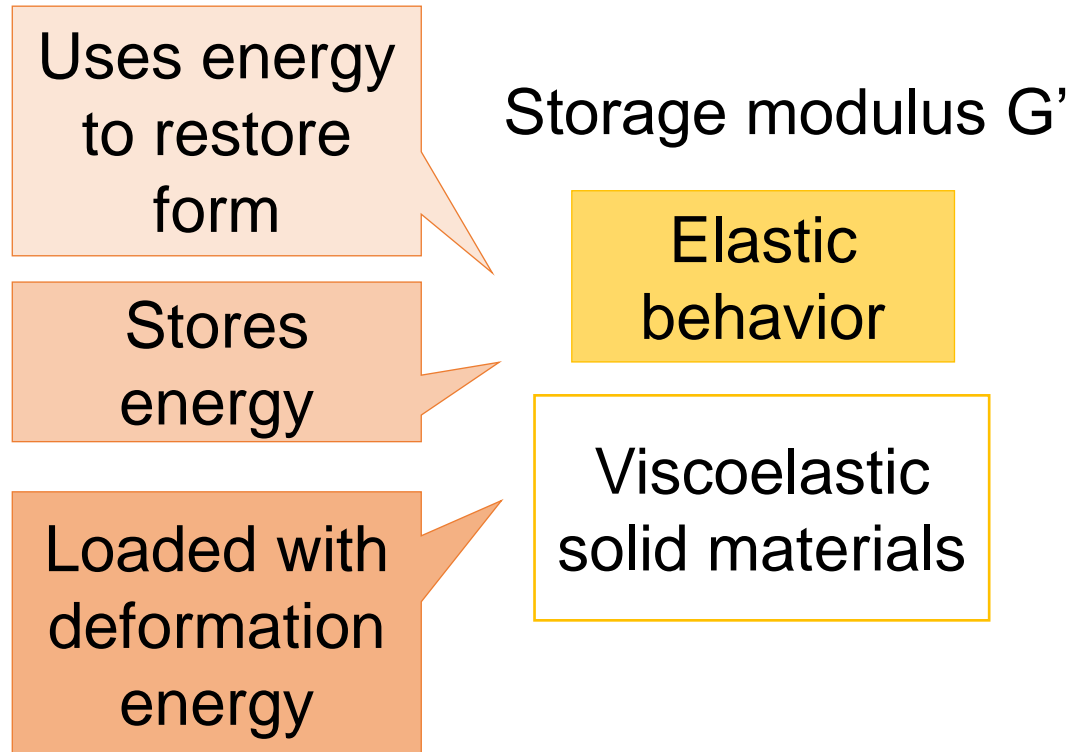 Uses energy
to restore
form
Storage modulus G’
Elastic
behavior
Stores
energy
Viscoelastic
solid materials
Loaded with
deformation
energy